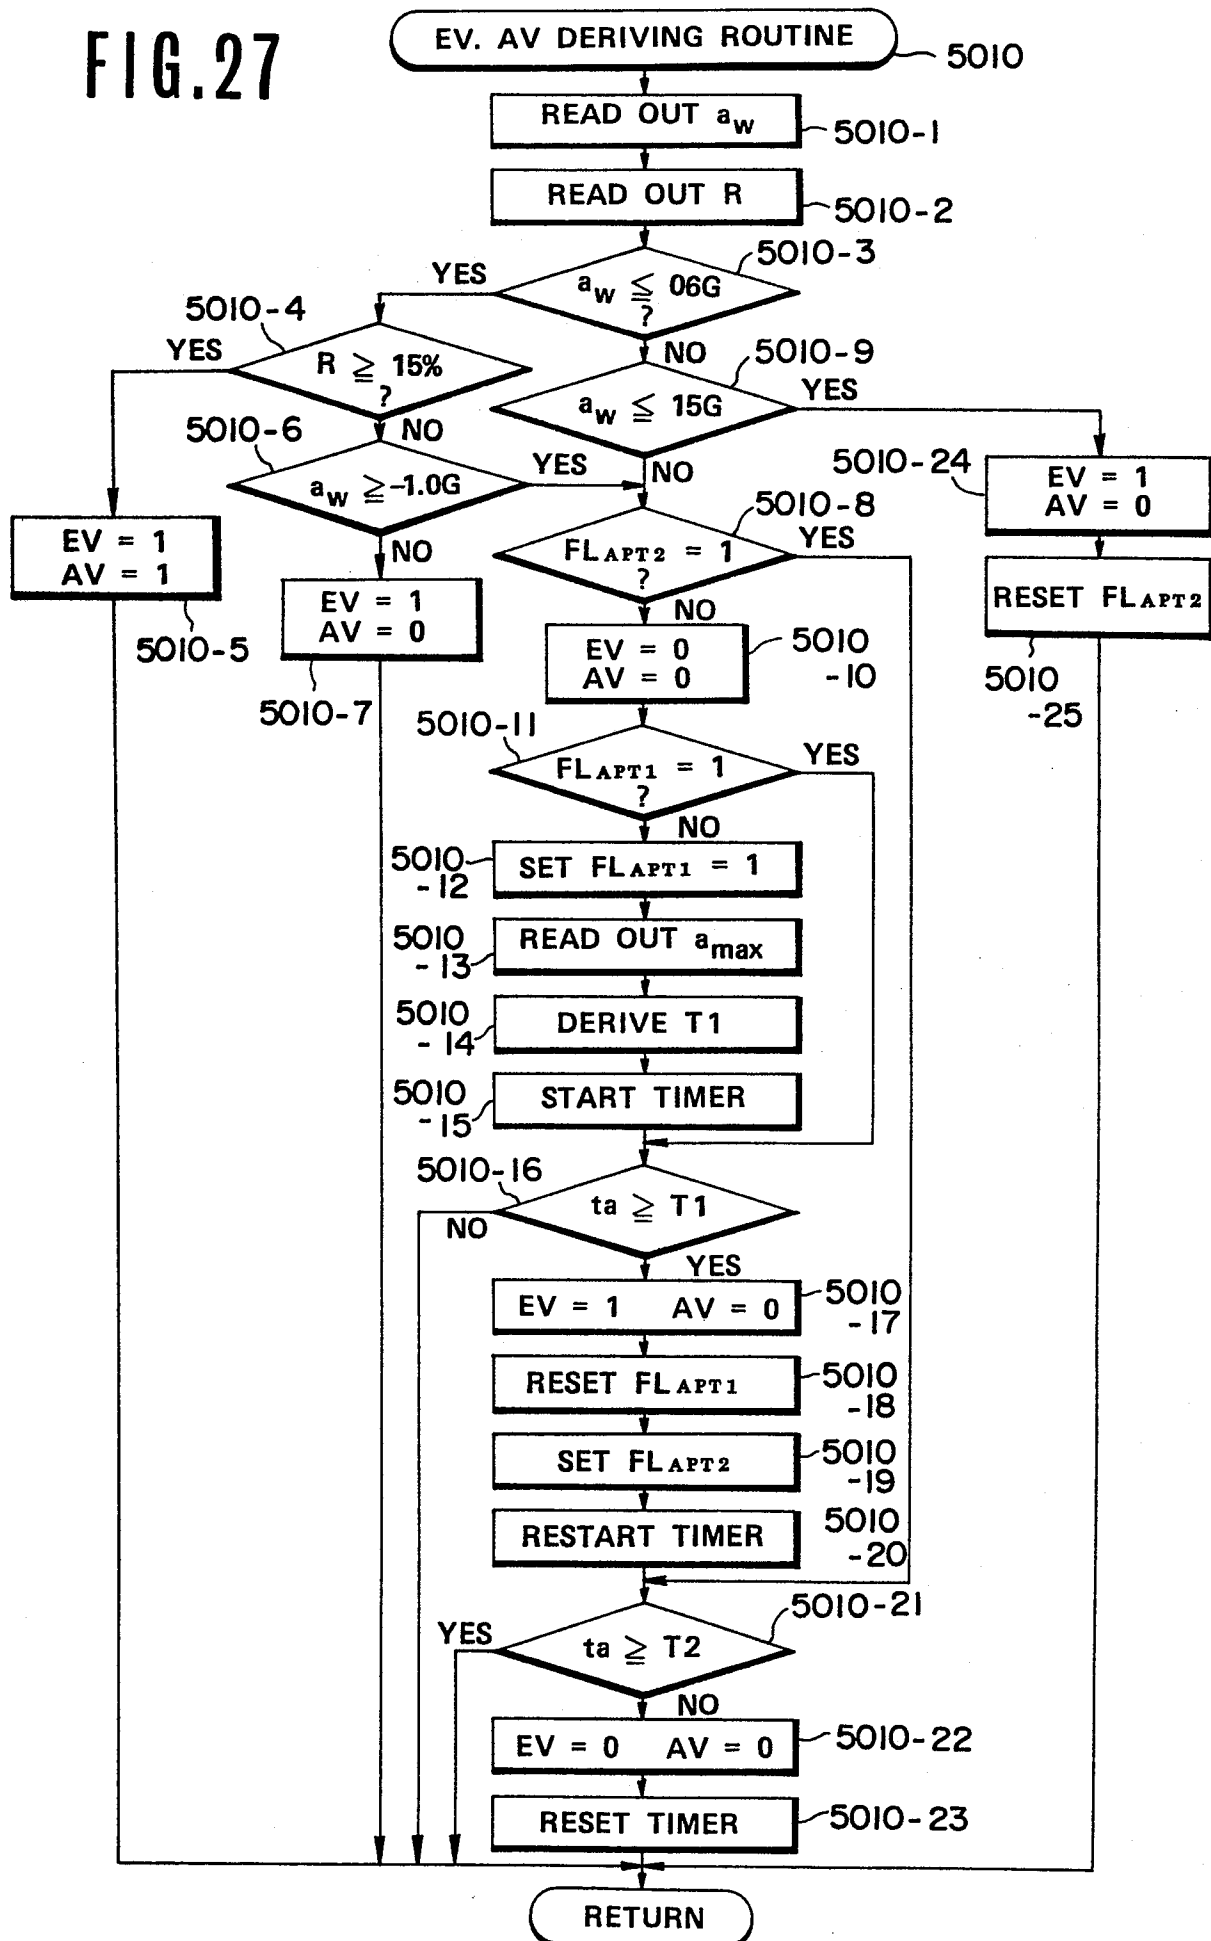 FIG.27
EV. AV DERIVING ROUTINE
5010
READ OUT aw
5010-1
READ OUT R
5010-2
5010-3
YES
aw ≦ 06G
?
NO
5010-4
YES
R ≧ 15%
?
NO
5010-9
YES
aw ≦ 15G
NO
5010-6
YES
aw ≧ -1.0G
NO
5010-24
EV = 1
AV = 0
5010-8
YES
FLAPT2 = 1
?
NO
EV = 1
AV = 1
5010-5
EV = 1
AV = 0
5010-7
RESET FLAPT2
5010
-25
EV = 0
AV = 0
5010
-10
5010-11
YES
FLAPT1 = 1
?
NO
5010
-12
SET FLAPT1 = 1
5010
-13
READ OUT amax
5010
-14
DERIVE T1
5010
-15
START TIMER
5010-16
ta ≧ T1
NO
YES
EV = 1 AV = 0
5010
-17
RESET FLAPT1
5010
-18
SET FLAPT2
5010
-19
RESTART TIMER
5010
-20
5010-21
YES
ta ≧ T2
NO
EV = 0 AV = 0
5010-22
RESET TIMER
5010-23
RETURN